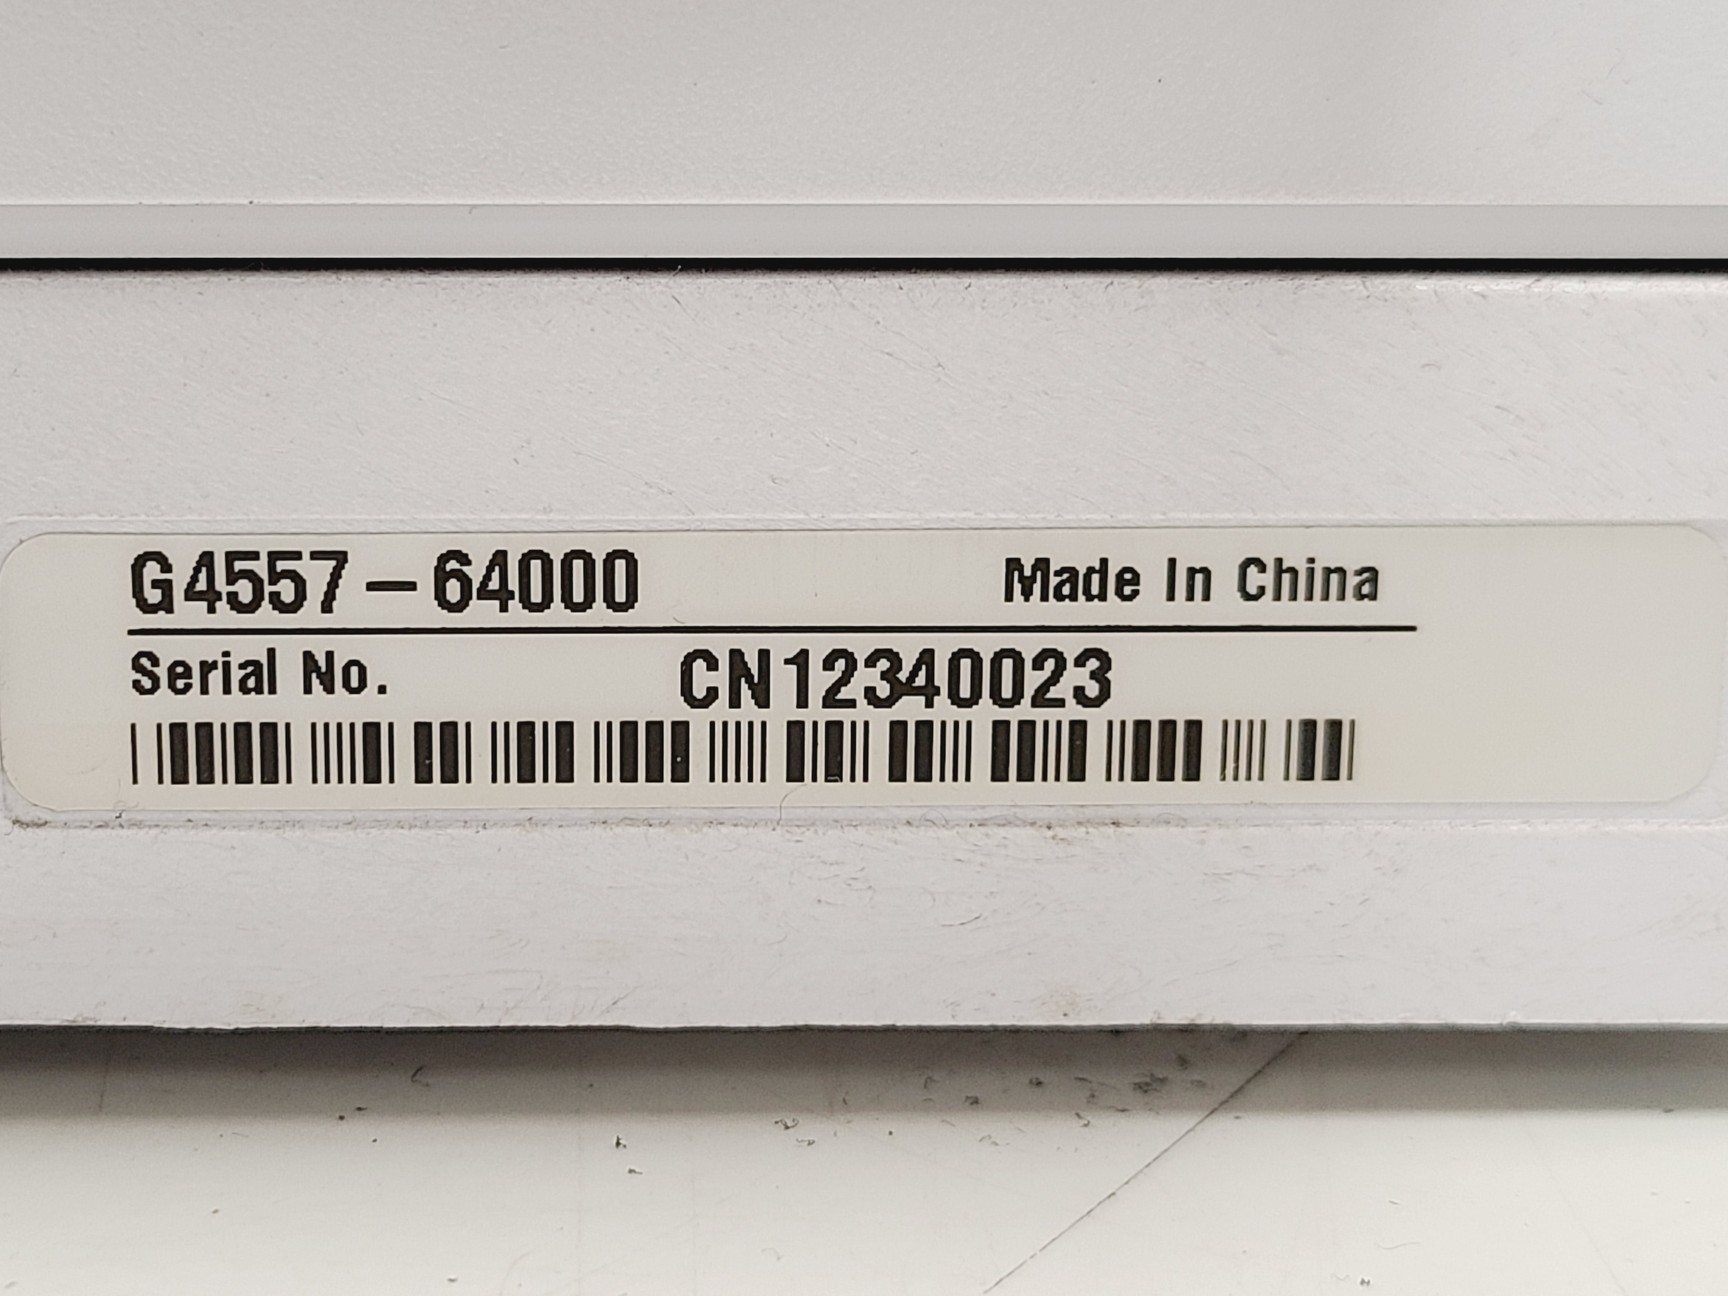 G4557-64000 Made In China
Serial No. CN12340023